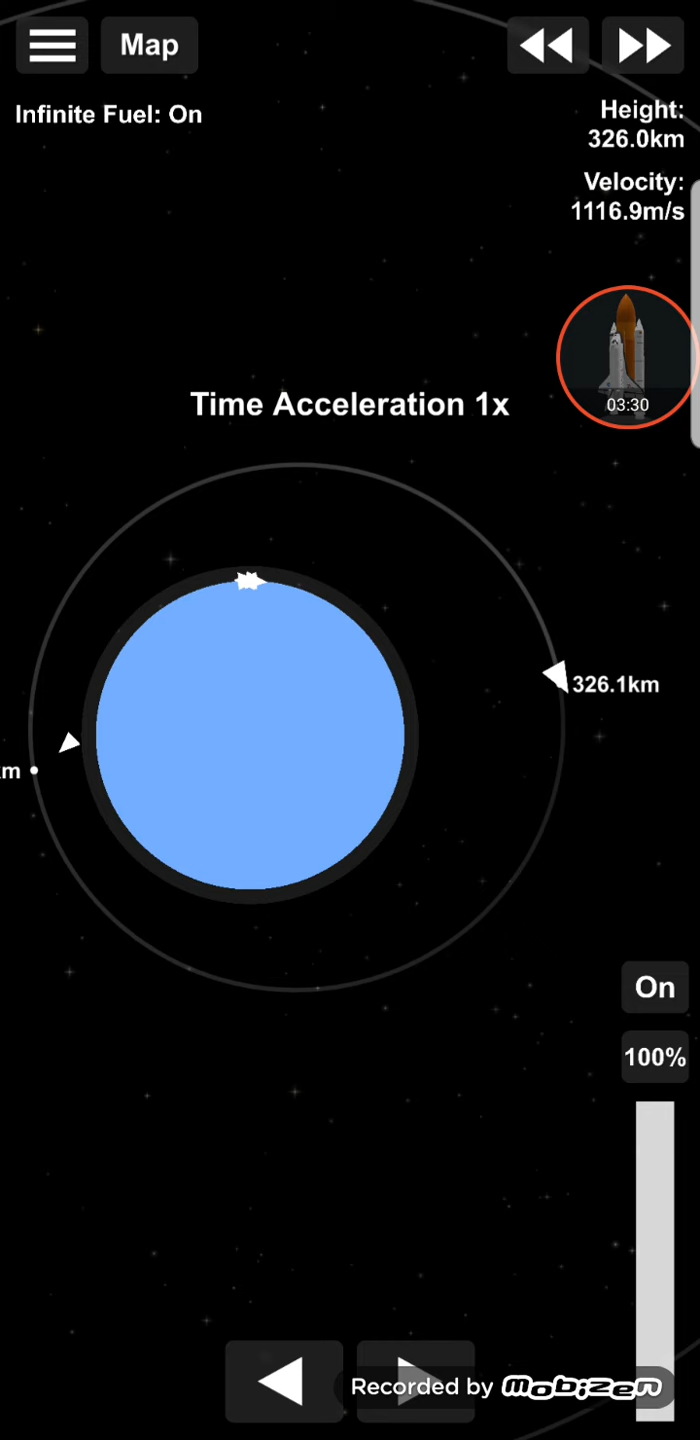 Map
Infinite Fuel: On
Height:
326.0km
Velocity:
1116.9m/s
03:30
Time Acceleration 1x
326.1km
km
On
100%
Recorded by mobizen